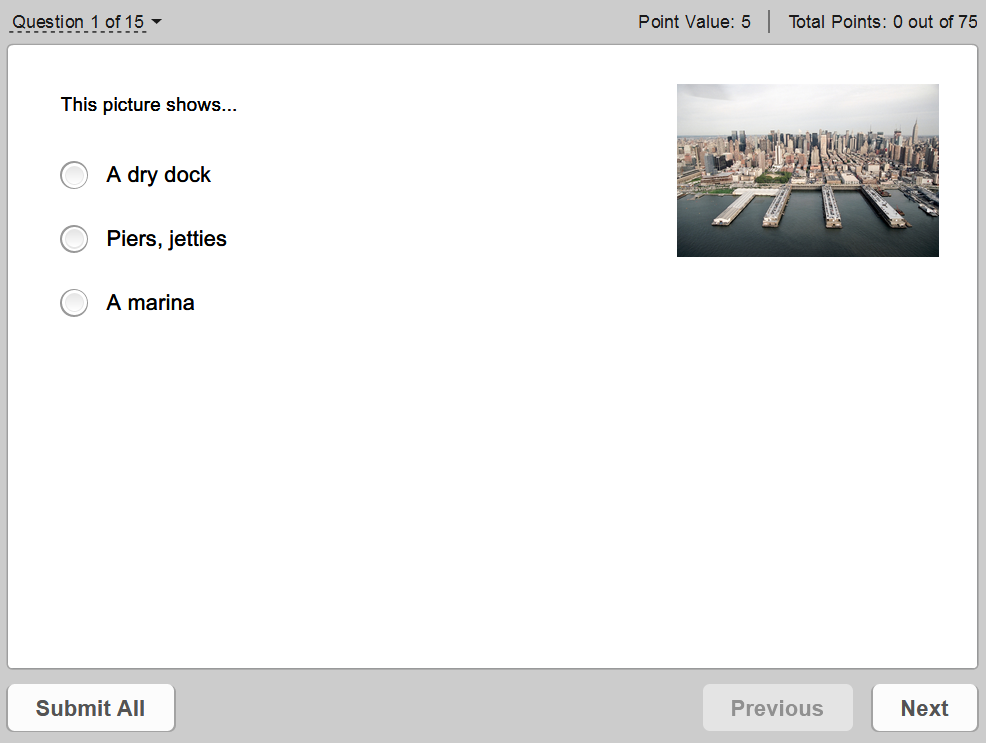 Question 1 of 15
Point Value: 5 | Total Points: 0 out of 75
This picture shows...
A dry dock
Piers, jetties
A marina
Submit All
Previous
Next